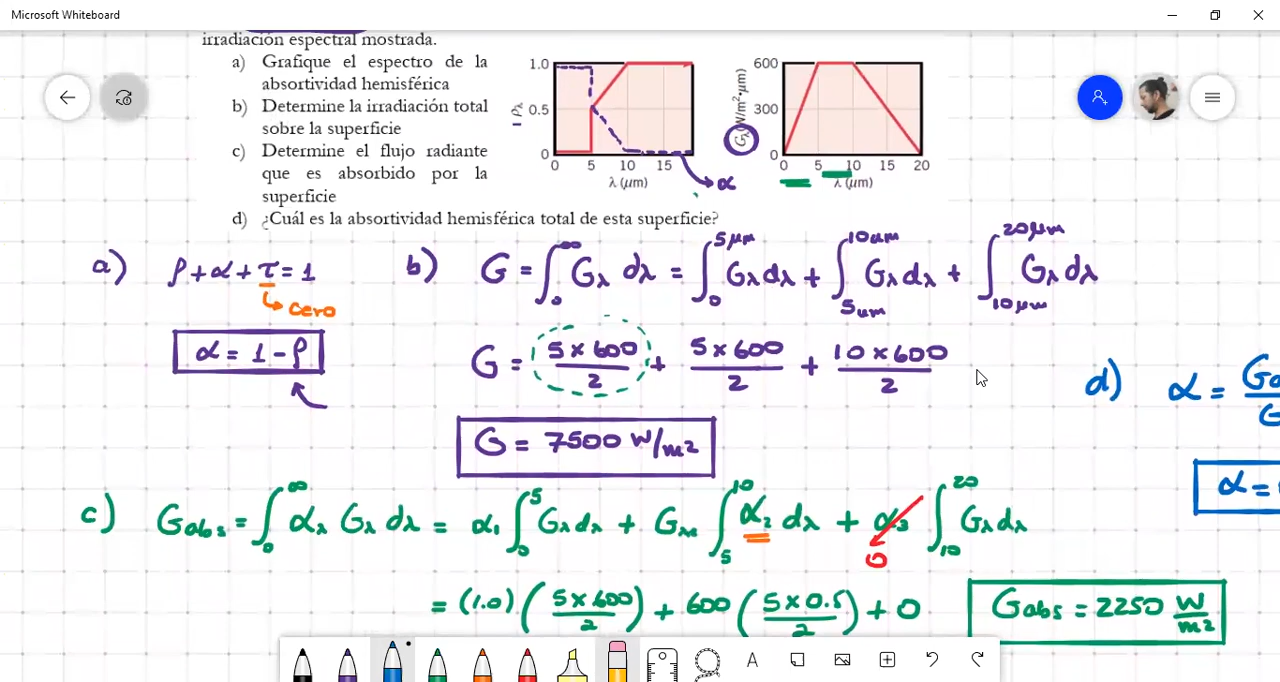 Microsoft Whiteboard
irradiación espectral mostrada.
a) Grafique el espectro de la
absortividad hemisférica
b) Determine la irradiación total
sobre la superficie
c) Determine el flujo radiante
que es absorbido por la
superficie
d) ¿Cuál es la absortividad hemisférica total de esta superficie?
1.0
0.5
0
ρλ
0 5 10 15
λ (μm)
α
600
300
0
Gλ (W/m²•μm)
0 5 10 15 20
λ (μm)
a) ρ + α + τ = 1
cero
α = 1 - ρ
b) G = ∫₀^∞ Gλ dλ = ∫₀^5μm Gλ dλ + ∫₅μm^10μm Gλ dλ + ∫₁₀μm^20μm Gλ dλ
G = 5 x 600 / 2 + 5 x 600 / 2 + 10 x 600 / 2
G = 7500 W/m²
d) α =
α =
c) Gabs = ∫₀^∞ αλ Gλ dλ = α₁ ∫₀^5 Gλ dλ + Gλ ∫₅^10 α₂ dλ + α₃ ∫₁₀^20 Gλ dλ
0
= (1.0) (5 x 600 / 2) + 600 (5 x 0.5 / 2) + 0
Gabs = 2250 W/m²
A